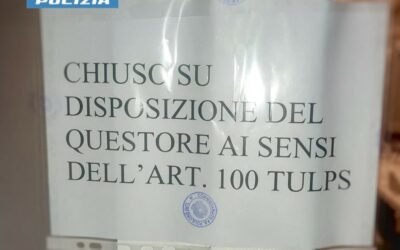 POLIZIA
CHIUSO SU
DISPOSIZIONE DEL
QUESTORE AI SENSI
DELL'ART. 100 TULPS